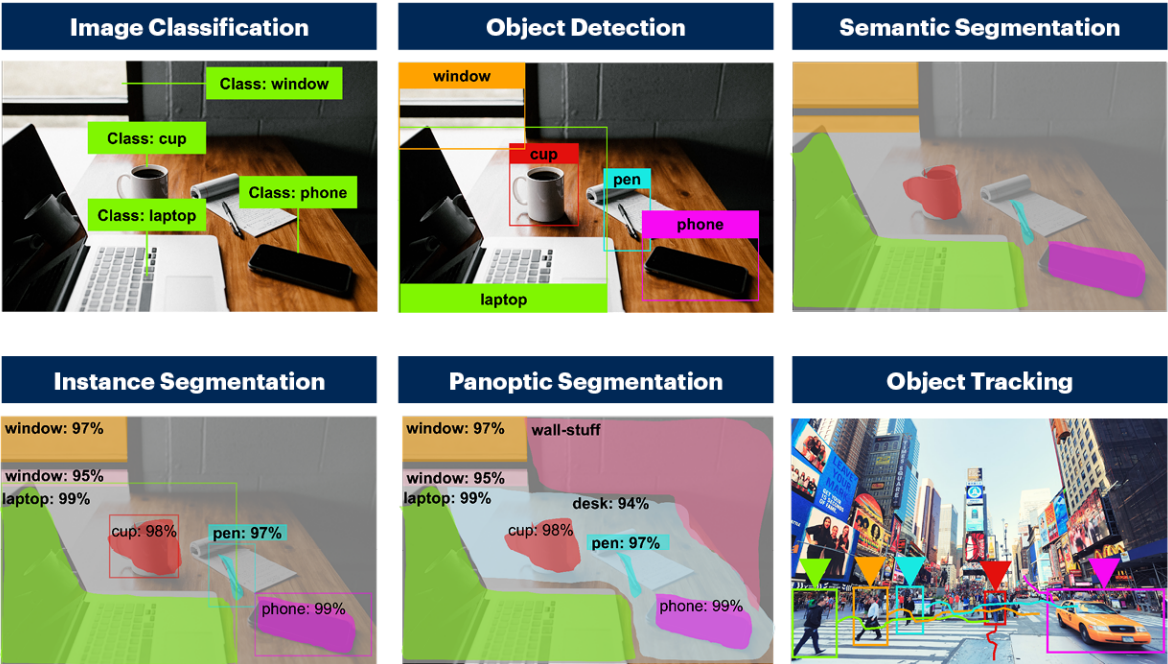 Image Classification
Object Detection
Semantic Segmentation
Class: window
Class: cup
Class: phone
Class: laptop
window
cup
pen
phone
laptop
Instance Segmentation
Panoptic Segmentation
Object Tracking
window: 97%
window: 95%
laptop: 99%
cup: 98%
pen: 97%
phone: 99%
window: 97%
wall-stuff
window: 95%
laptop: 99%
desk: 94%
cup: 98%
pen: 97%
phone: 99%
LEAVE
YOUR